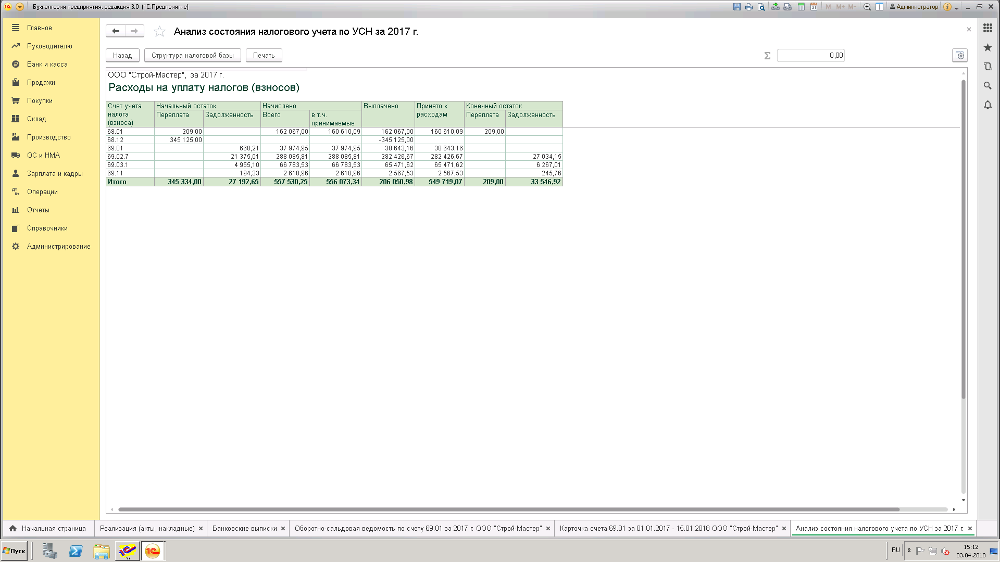 Бухгалтерия предприятия, редакция 3.0 (1С:Предприятие)
M M+ M- Администратор
Главное
Руководителю
Банк и касса
Продажи
Покупки
Склад
Производство
ОС и НМА
Зарплата и кадры
Операции
Отчеты
Справочники
Администрирование
Анализ состояния налогового учета по УСН за 2017 г.
Назад Структура налоговой базы Печать Σ 0,00
ООО "Строй-Мастер", за 2017 г.
Расходы на уплату налогов (взносов)
Счет учета налога (взноса) Начальный остаток Начислено Выплачено Принято к расходам Конечный остаток
Переплата Задолженность Всего в т.ч. принимаемые Переплата Задолженность
68.01 209,00 162 067,00 160 610,09 162 067,00 160 610,09 209,00
68.12 345 125,00 -345 125,00
69.01 668,21 37 974,95 37 974,95 38 643,16 38 643,16
69.02.7 21 375,01 288 085,81 288 085,81 282 426,67 282 426,67 27 034,15
69.03.1 4 955,10 66 783,53 66 783,53 65 471,62 65 471,62 6 267,01
69.11 194,33 2 618,96 2 618,96 2 567,53 2 567,53 245,76
Итого 345 334,00 27 192,65 557 530,25 556 073,34 206 050,98 549 719,07 209,00 33 546,92
Начальная страница Реализация (акты, накладные) Банковские выписки Оборотно-сальдовая ведомость по счету 69.01 за 2017 г. ООО "Строй-Мастер" Карточка счета 69.01 за 01.01.2017 - 15.01.2018 ООО "Строй-Мастер" Анализ состояния налогового учета по УСН за 2017 г.
Пуск RU 15:12
03.04.2018